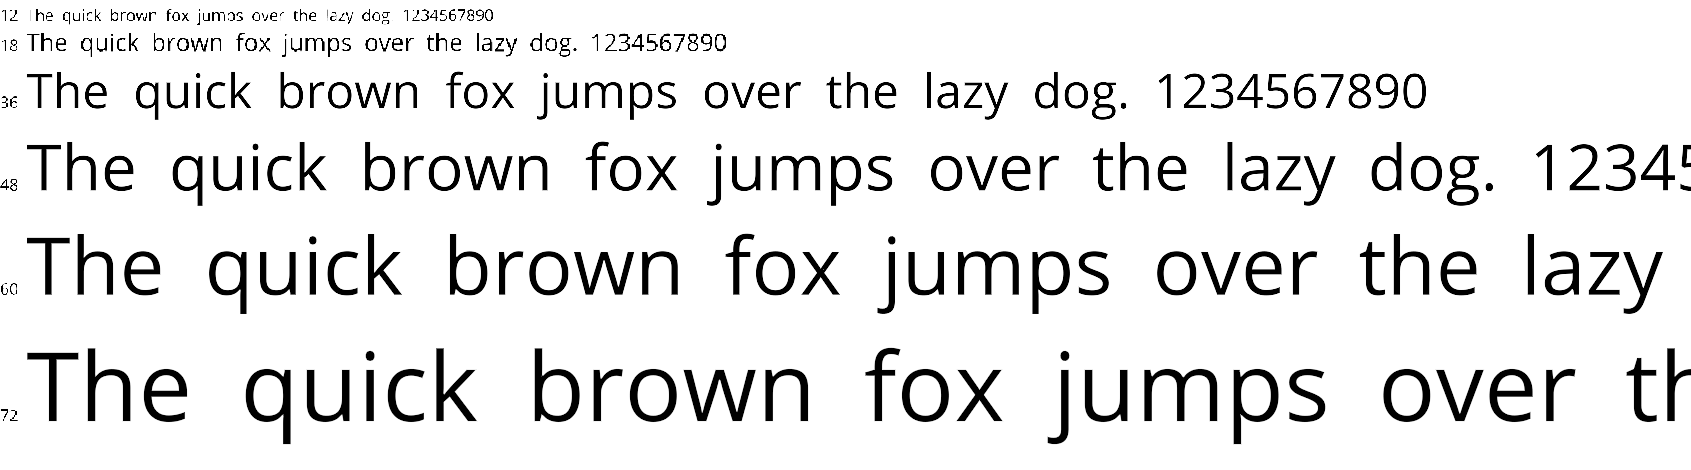 12 The quick brown fox jumps over the lazy dog. 1234567890
18 The quick brown fox jumps over the lazy dog. 1234567890
36 The quick brown fox jumps over the lazy dog. 1234567890
48 The quick brown fox jumps over the lazy dog. 12345
60 The quick brown fox jumps over the lazy
72 The quick brown fox jumps over th